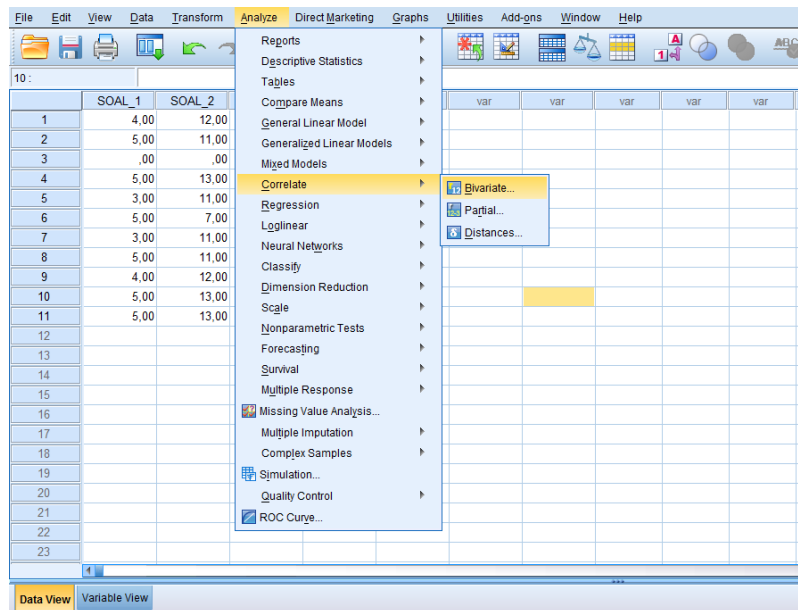 File Edit View Data Transform Analyze Direct Marketing Graphs Utilities Add-ons Window Help
10 :
SOAL_1 SOAL_2 var var var var var
1 4,00 12,00
2 5,00 11,00
3 ,00 ,00
4 5,00 13,00
5 3,00 11,00
6 5,00 7,00
7 3,00 11,00
8 5,00 11,00
9 4,00 12,00
10 5,00 13,00
11 5,00 13,00
12
13
14
15
16
17
18
19
20
21
22
23
Reports
Descriptive Statistics
Tables
Compare Means
General Linear Model
Generalized Linear Models
Mixed Models
Correlate
Regression
Loglinear
Neural Networks
Classify
Dimension Reduction
Scale
Nonparametric Tests
Forecasting
Survival
Multiple Response
Missing Value Analysis...
Multiple Imputation
Complex Samples
Simulation...
Quality Control
ROC Curve...
Bivariate...
Partial...
Distances...
Data View Variable View